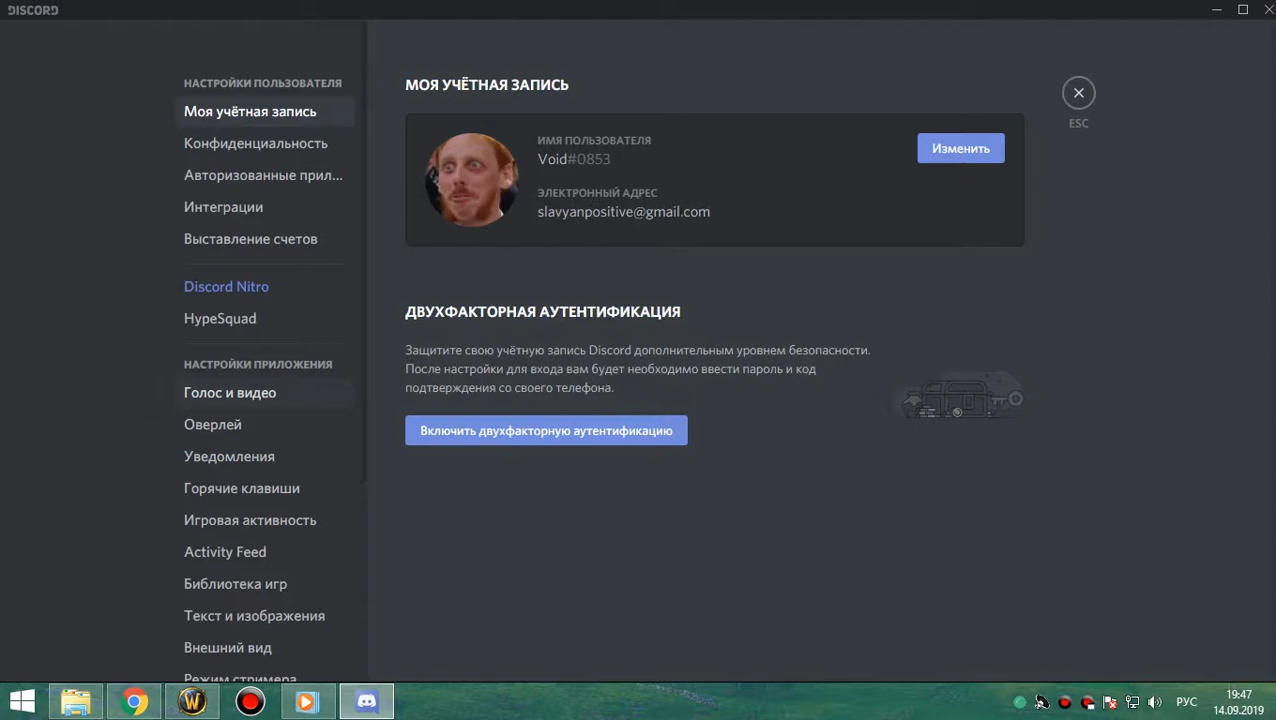 DISCORD
НАСТРОЙКИ ПОЛЬЗОВАТЕЛЯ
Моя учётная запись
Конфиденциальность
Авторизованные прил...
Интеграции
Выставление счетов
Discord Nitro
HypeSquad
НАСТРОЙКИ ПРИЛОЖЕНИЯ
Голос и видео
Оверлей
Уведомления
Горячие клавиши
Игровая активность
Activity Feed
Библиотека игр
Текст и изображения
Внешний вид
Режим стримера
МОЯ УЧЁТНАЯ ЗАПИСЬ
ИМЯ ПОЛЬЗОВАТЕЛЯ
Void#0853
Изменить
ЭЛЕКТРОННЫЙ АДРЕС
slavyanpositive@gmail.com
ESC
ДВУХФАКТОРНАЯ АУТЕНТИФИКАЦИЯ
Защитите свою учётную запись Discord дополнительным уровнем безопасности.
После настройки для входа вам будет необходимо ввести пароль и код
подтверждения со своего телефона.
Включить двухфакторную аутентификацию
РУС
19:47
14.09.2019